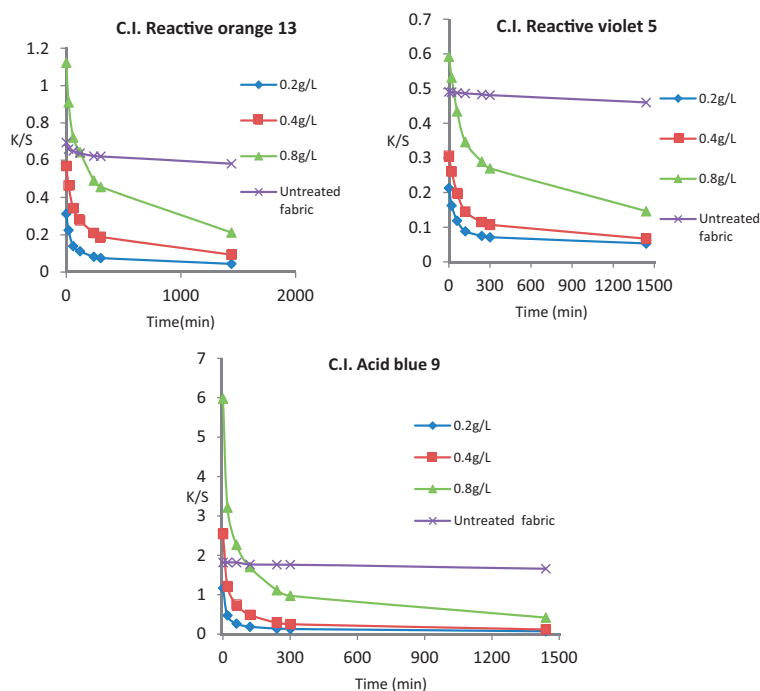 C.I. Reactive orange 13
1.2
1
0.8
K/S
0.6
0.4
0.2
0
0
1000
2000
Time(min)
0.2g/L
0.4g/L
0.8g/L
Untreated
fabric
C.I. Reactive violet 5
0.7
0.6
0.5
K/S
0.4
0.3
0.2
0.1
0
0
300
600
900
1200
1500
Time (min)
0.2g/L
0.4g/L
0.8g/L
Untreated
fabric
C.I. Acid blue 9
7
6
5
4
K/S
3
2
1
0
0
300
600
900
1200
1500
Time (min)
0.2g/L
0.4g/L
0.8g/L
Untreated fabric